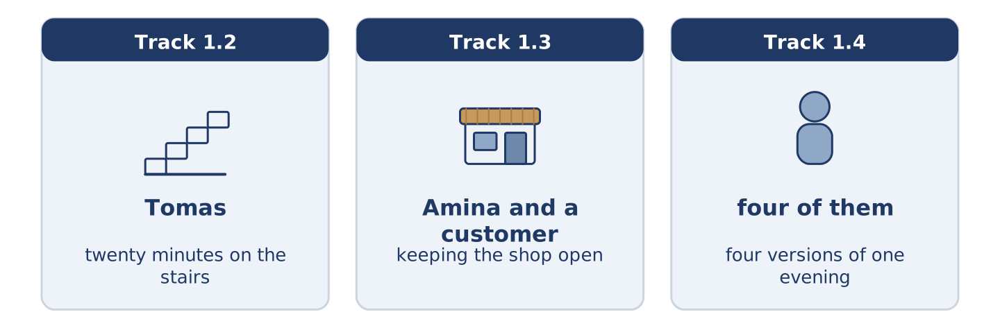 Track 1.2
Tomas
twenty minutes on the
stairs
Track 1.3
Amina and a
customer
keeping the shop open
Track 1.4
four of them
four versions of one
evening